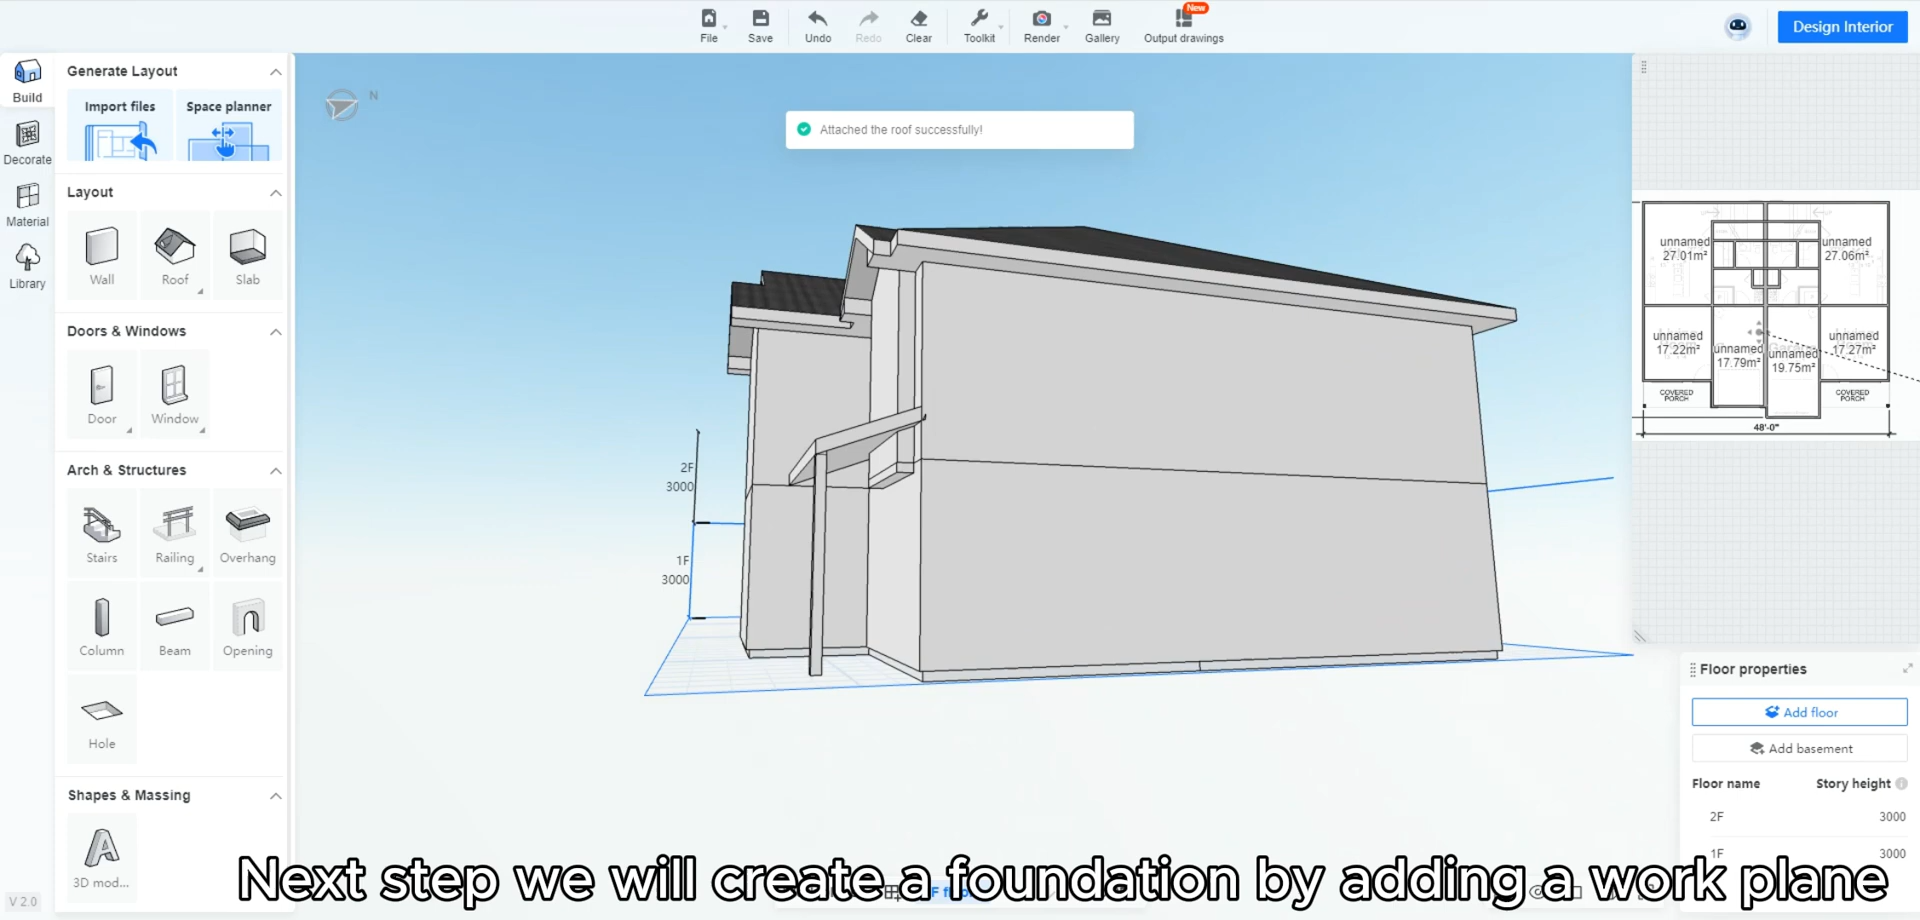 File
Save
Undo
Redo
Clear
Toolkit
Render
Gallery
New
Output drawings
Design Interior
Build
Decorate
Material
Library
V 2.0
Generate Layout
Import files
Space planner
Layout
Wall
Roof
Slab
Doors & Windows
Door
Window
Arch & Structures
Stairs
Railing
Overhang
Column
Beam
Opening
Hole
Shapes & Massing
3D mod...
N
Attached the roof successfully!
2F
3000
1F
3000
unnamed
27.01m²
unnamed
27.06m²
unnamed
17.22m²
unnamed
17.79m²
unnamed
19.75m²
unnamed
17.27m²
COVERED
PORCH
COVERED
PORCH
48'-0"
Floor properties
Add floor
Add basement
Floor name Story height
2F 3000
1F 3000
Next step we will create a foundation by adding a work plane